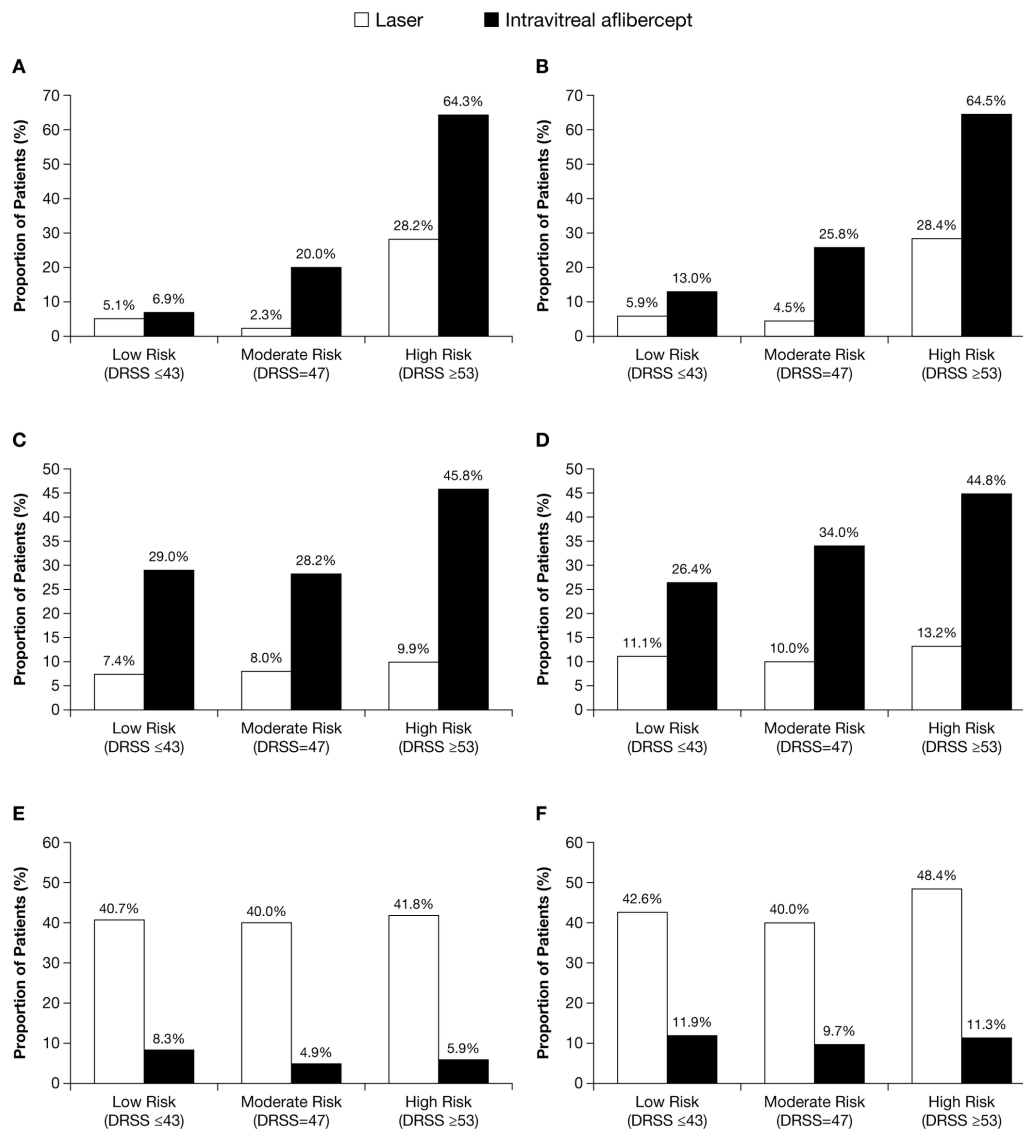 Laser Intravitreal aflibercept
A
Proportion of Patients (%)
70
60
50
40
30
20
10
0
5.1%
6.9%
2.3%
20.0%
28.2%
64.3%
Low Risk
(DRSS ≤43)
Moderate Risk
(DRSS=47)
High Risk
(DRSS ≥53)
B
Proportion of Patients (%)
70
60
50
40
30
20
10
0
5.9%
13.0%
4.5%
25.8%
28.4%
64.5%
Low Risk
(DRSS ≤43)
Moderate Risk
(DRSS=47)
High Risk
(DRSS ≥53)
C
Proportion of Patients (%)
50
45
40
35
30
25
20
15
10
5
0
7.4%
29.0%
8.0%
28.2%
9.9%
45.8%
Low Risk
(DRSS ≤43)
Moderate Risk
(DRSS=47)
High Risk
(DRSS ≥53)
D
Proportion of Patients (%)
50
45
40
35
30
25
20
15
10
5
0
11.1%
26.4%
10.0%
34.0%
13.2%
44.8%
Low Risk
(DRSS ≤43)
Moderate Risk
(DRSS=47)
High Risk
(DRSS ≥53)
E
Proportion of Patients (%)
60
50
40
30
20
10
0
40.7%
8.3%
40.0%
4.9%
41.8%
5.9%
Low Risk
(DRSS ≤43)
Moderate Risk
(DRSS=47)
High Risk
(DRSS ≥53)
F
Proportion of Patients (%)
60
50
40
30
20
10
0
42.6%
11.9%
40.0%
9.7%
48.4%
11.3%
Low Risk
(DRSS ≤43)
Moderate Risk
(DRSS=47)
High Risk
(DRSS ≥53)